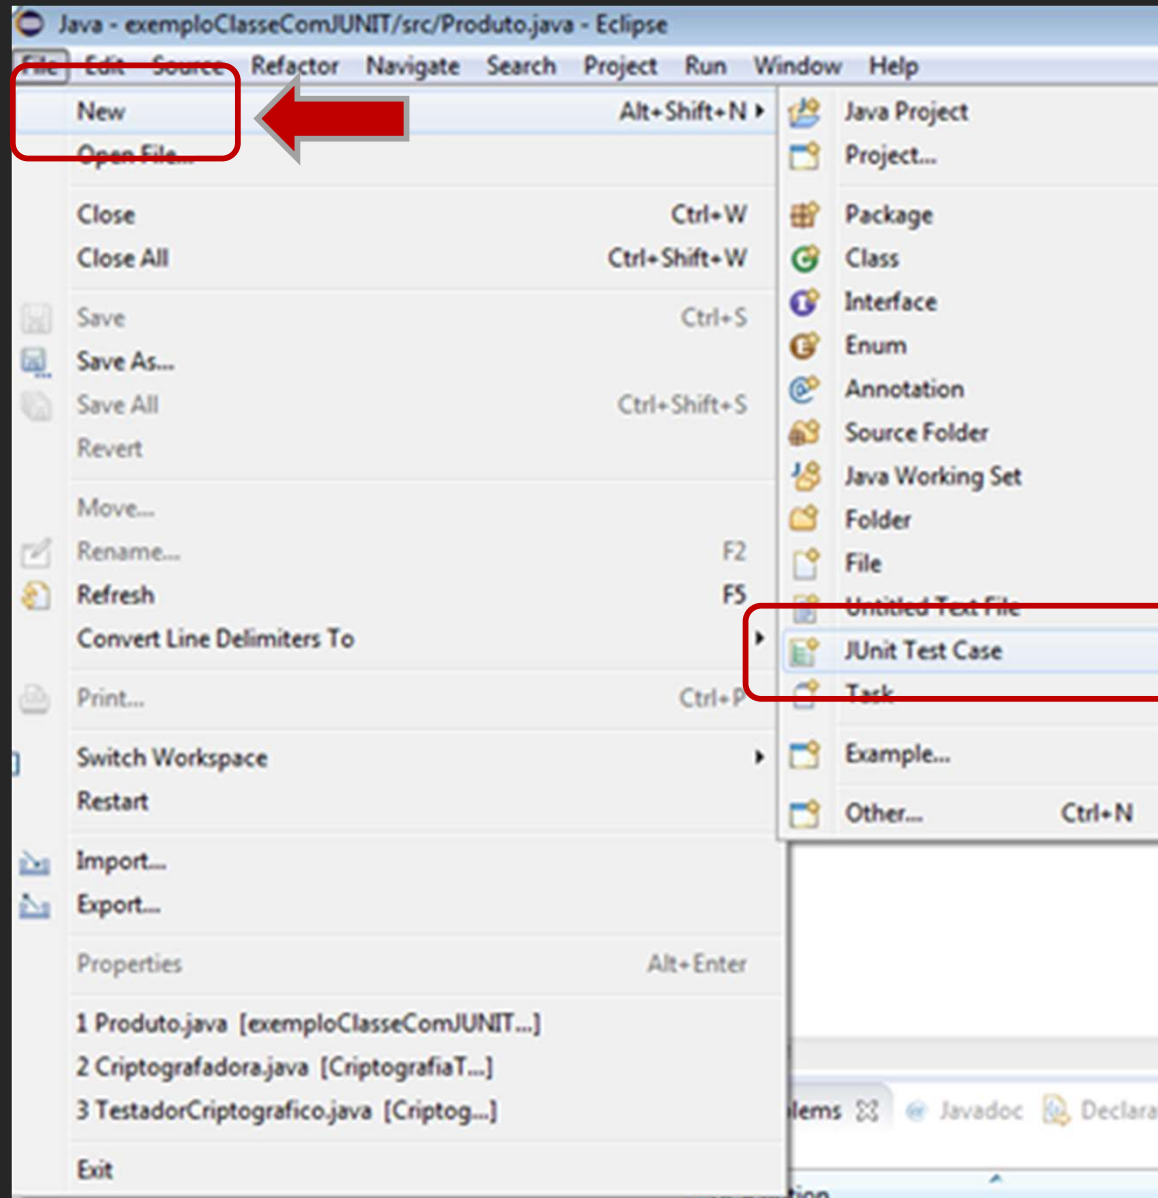 Java - exemploClasseComJUNIT/src/Produto.java - Eclipse
File Edit Source Refactor Navigate Search Project Run Window Help
New Alt+Shift+N
Open File...
Close Ctrl+W
Close All Ctrl+Shift+W
Save Ctrl+S
Save As...
Save All Ctrl+Shift+S
Revert
Move...
Rename... F2
Refresh F5
Convert Line Delimiters To
Print... Ctrl+P
Switch Workspace
Restart
Import...
Export...
Properties Alt+Enter
1 Produto.java [exemploClasseComJUNIT...]
2 Criptografadora.java [CriptografiaT...]
3 TestadorCriptografico.java [Criptog...]
Exit
Java Project
Project...
Package
Class
Interface
Enum
Annotation
Source Folder
Java Working Set
Folder
File
Untitled Text File
JUnit Test Case
Task
Example...
Other... Ctrl+N
lems Javadoc Declara
tion